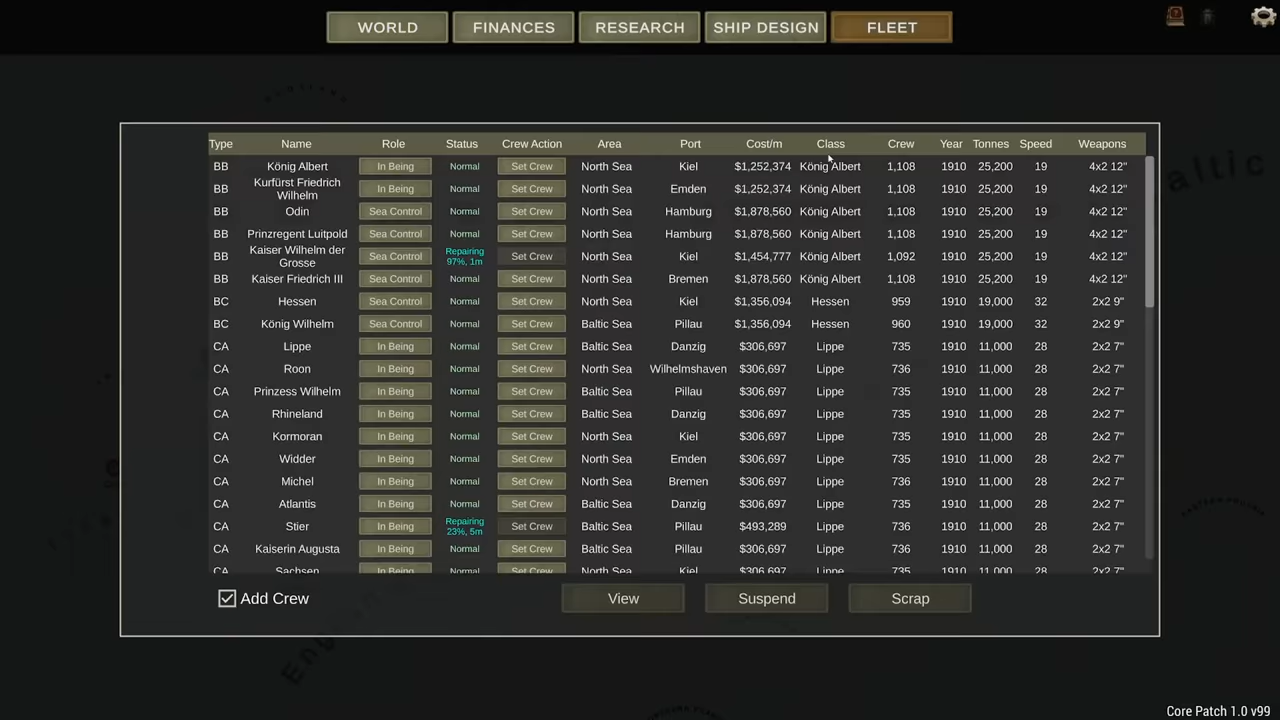 WORLD FINANCES RESEARCH SHIP DESIGN FLEET
Type Name Role Status Crew Action Area Port Cost/m Class Crew Year Tonnes Speed Weapons
BB König Albert In Being Normal Set Crew North Sea Kiel $1,252,374 König Albert 1,108 1910 25,200 19 4x2 12"
BB Kurfürst Friedrich Wilhelm In Being Normal Set Crew North Sea Emden $1,252,374 König Albert 1,108 1910 25,200 19 4x2 12"
BB Odin Sea Control Normal Set Crew North Sea Hamburg $1,878,560 König Albert 1,108 1910 25,200 19 4x2 12"
BB Prinzregent Luitpold Sea Control Normal Set Crew North Sea Hamburg $1,878,560 König Albert 1,108 1910 25,200 19 4x2 12"
BB Kaiser Wilhelm der Grosse Sea Control Repairing 97%, 1m Set Crew North Sea Kiel $1,454,777 König Albert 1,092 1910 25,200 19 4x2 12"
BB Kaiser Friedrich III Sea Control Normal Set Crew North Sea Bremen $1,878,560 König Albert 1,108 1910 25,200 19 4x2 12"
BC Hessen Sea Control Normal Set Crew North Sea Kiel $1,356,094 Hessen 959 1910 19,000 32 2x2 9"
BC König Wilhelm Sea Control Normal Set Crew Baltic Sea Pillau $1,356,094 Hessen 960 1910 19,000 32 2x2 9"
CA Lippe In Being Normal Set Crew Baltic Sea Danzig $306,697 Lippe 735 1910 11,000 28 2x2 7"
CA Roon In Being Normal Set Crew North Sea Wilhelmshaven $306,697 Lippe 736 1910 11,000 28 2x2 7"
CA Prinzess Wilhelm In Being Normal Set Crew Baltic Sea Pillau $306,697 Lippe 735 1910 11,000 28 2x2 7"
CA Rhineland In Being Normal Set Crew Baltic Sea Danzig $306,697 Lippe 735 1910 11,000 28 2x2 7"
CA Kormoran In Being Normal Set Crew North Sea Kiel $306,697 Lippe 735 1910 11,000 28 2x2 7"
CA Widder In Being Normal Set Crew North Sea Emden $306,697 Lippe 735 1910 11,000 28 2x2 7"
CA Michel In Being Normal Set Crew North Sea Bremen $306,697 Lippe 736 1910 11,000 28 2x2 7"
CA Atlantis In Being Normal Set Crew Baltic Sea Danzig $306,697 Lippe 735 1910 11,000 28 2x2 7"
CA Stier In Being Repairing 23%, 5m Set Crew Baltic Sea Pillau $493,289 Lippe 736 1910 11,000 28 2x2 7"
CA Kaiserin Augusta In Being Normal Set Crew Baltic Sea Pillau $306,697 Lippe 736 1910 11,000 28 2x2 7"
CA Sachsen In Being Normal Set Crew North Sea Kiel $306,697 Lippe 735 1910 11,000 28 2x2 7"
Add Crew View Suspend Scrap
altic
Core Patch 1.0 v99